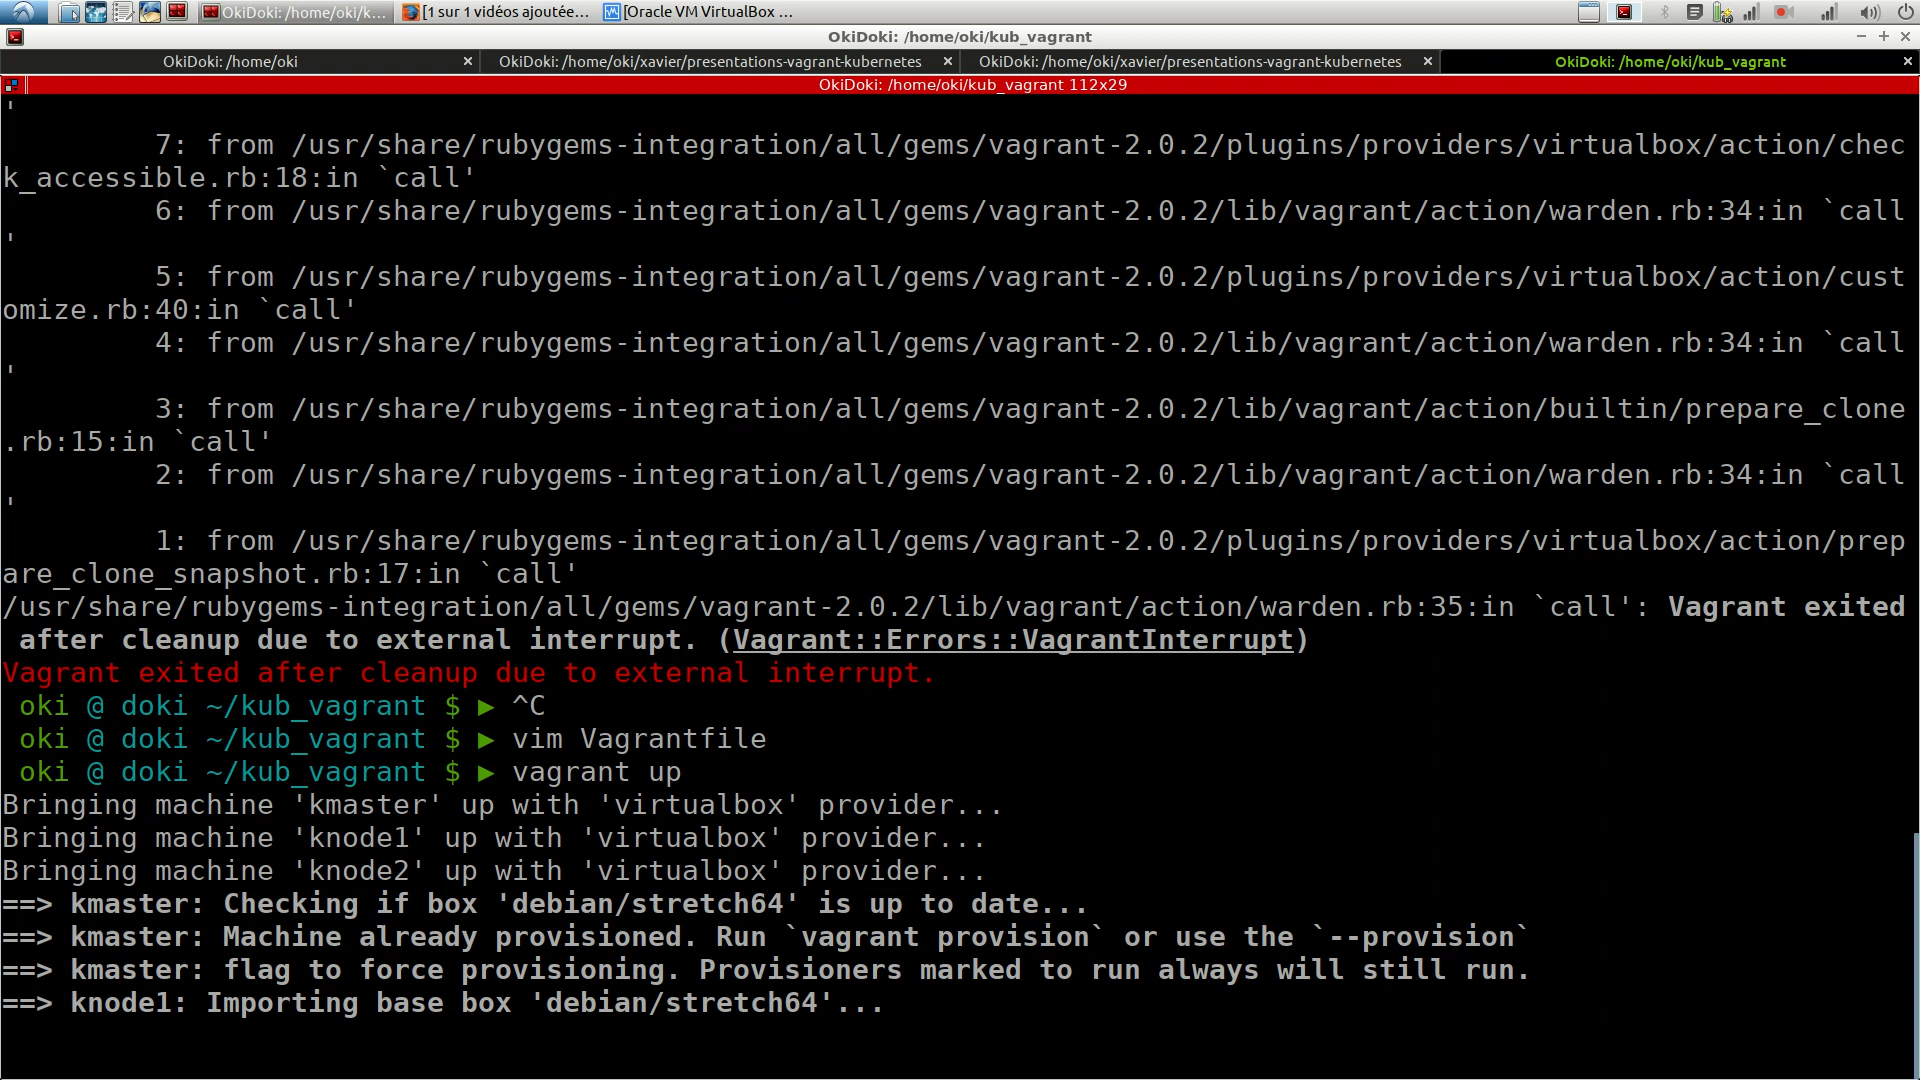 OkiDoki: /home/oki/k...
[1 sur 1 vidéos ajoutée...
[Oracle VM VirtualBox ...
OkiDoki: /home/oki/kub_vagrant
OkiDoki: /home/oki
OkiDoki: /home/oki/xavier/presentations-vagrant-kubernetes
OkiDoki: /home/oki/xavier/presentations-vagrant-kubernetes
OkiDoki: /home/oki/kub_vagrant
OkiDoki: /home/oki/kub_vagrant 112x29
'
7: from /usr/share/rubygems-integration/all/gems/vagrant-2.0.2/plugins/providers/virtualbox/action/chec
k_accessible.rb:18:in `call'
6: from /usr/share/rubygems-integration/all/gems/vagrant-2.0.2/lib/vagrant/action/warden.rb:34:in `call
'
5: from /usr/share/rubygems-integration/all/gems/vagrant-2.0.2/plugins/providers/virtualbox/action/cust
omize.rb:40:in `call'
4: from /usr/share/rubygems-integration/all/gems/vagrant-2.0.2/lib/vagrant/action/warden.rb:34:in `call
'
3: from /usr/share/rubygems-integration/all/gems/vagrant-2.0.2/lib/vagrant/action/builtin/prepare_clone
.rb:15:in `call'
2: from /usr/share/rubygems-integration/all/gems/vagrant-2.0.2/lib/vagrant/action/warden.rb:34:in `call
'
1: from /usr/share/rubygems-integration/all/gems/vagrant-2.0.2/plugins/providers/virtualbox/action/prep
are_clone_snapshot.rb:17:in `call'
/usr/share/rubygems-integration/all/gems/vagrant-2.0.2/lib/vagrant/action/warden.rb:35:in `call': Vagrant exited
after cleanup due to external interrupt. (Vagrant::Errors::VagrantInterrupt)
Vagrant exited after cleanup due to external interrupt.
oki @ doki ~/kub_vagrant $ ▶ ^C
oki @ doki ~/kub_vagrant $ ▶ vim Vagrantfile
oki @ doki ~/kub_vagrant $ ▶ vagrant up
Bringing machine 'kmaster' up with 'virtualbox' provider...
Bringing machine 'knode1' up with 'virtualbox' provider...
Bringing machine 'knode2' up with 'virtualbox' provider...
==> kmaster: Checking if box 'debian/stretch64' is up to date...
==> kmaster: Machine already provisioned. Run `vagrant provision` or use the `--provision`
==> kmaster: flag to force provisioning. Provisioners marked to run always will still run.
==> knode1: Importing base box 'debian/stretch64'...